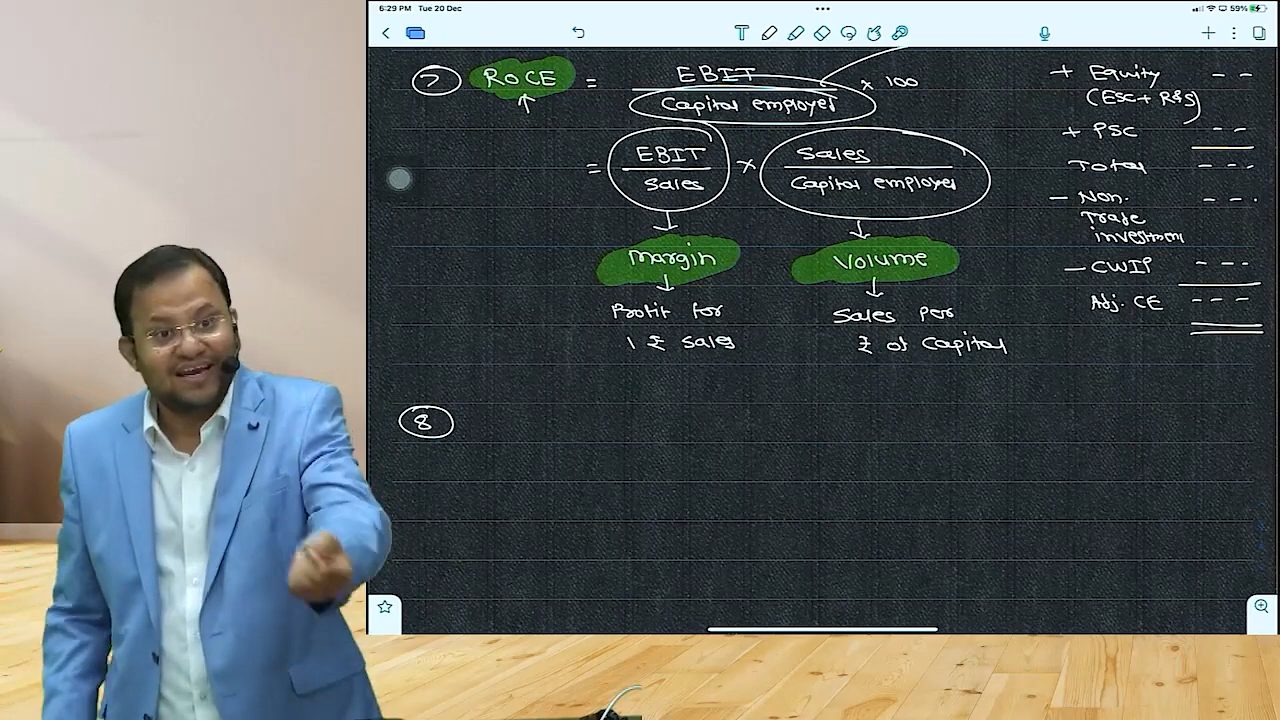 6:29 PM Tue 20 Dec
59%
T
7 ROCE = EBIT / Capital employed × 100
= EBIT / Sales × Sales / Capital employed
Margin
Volume
Profit for
1 ₹ Sales
Sales per
₹ of Capital
8
+ Equity - -
(ESC + R&S)
+ PSC - -
Total - - -
- Non. - - -
Trade
investment
- CWIP - - -
Adj. CE - - -